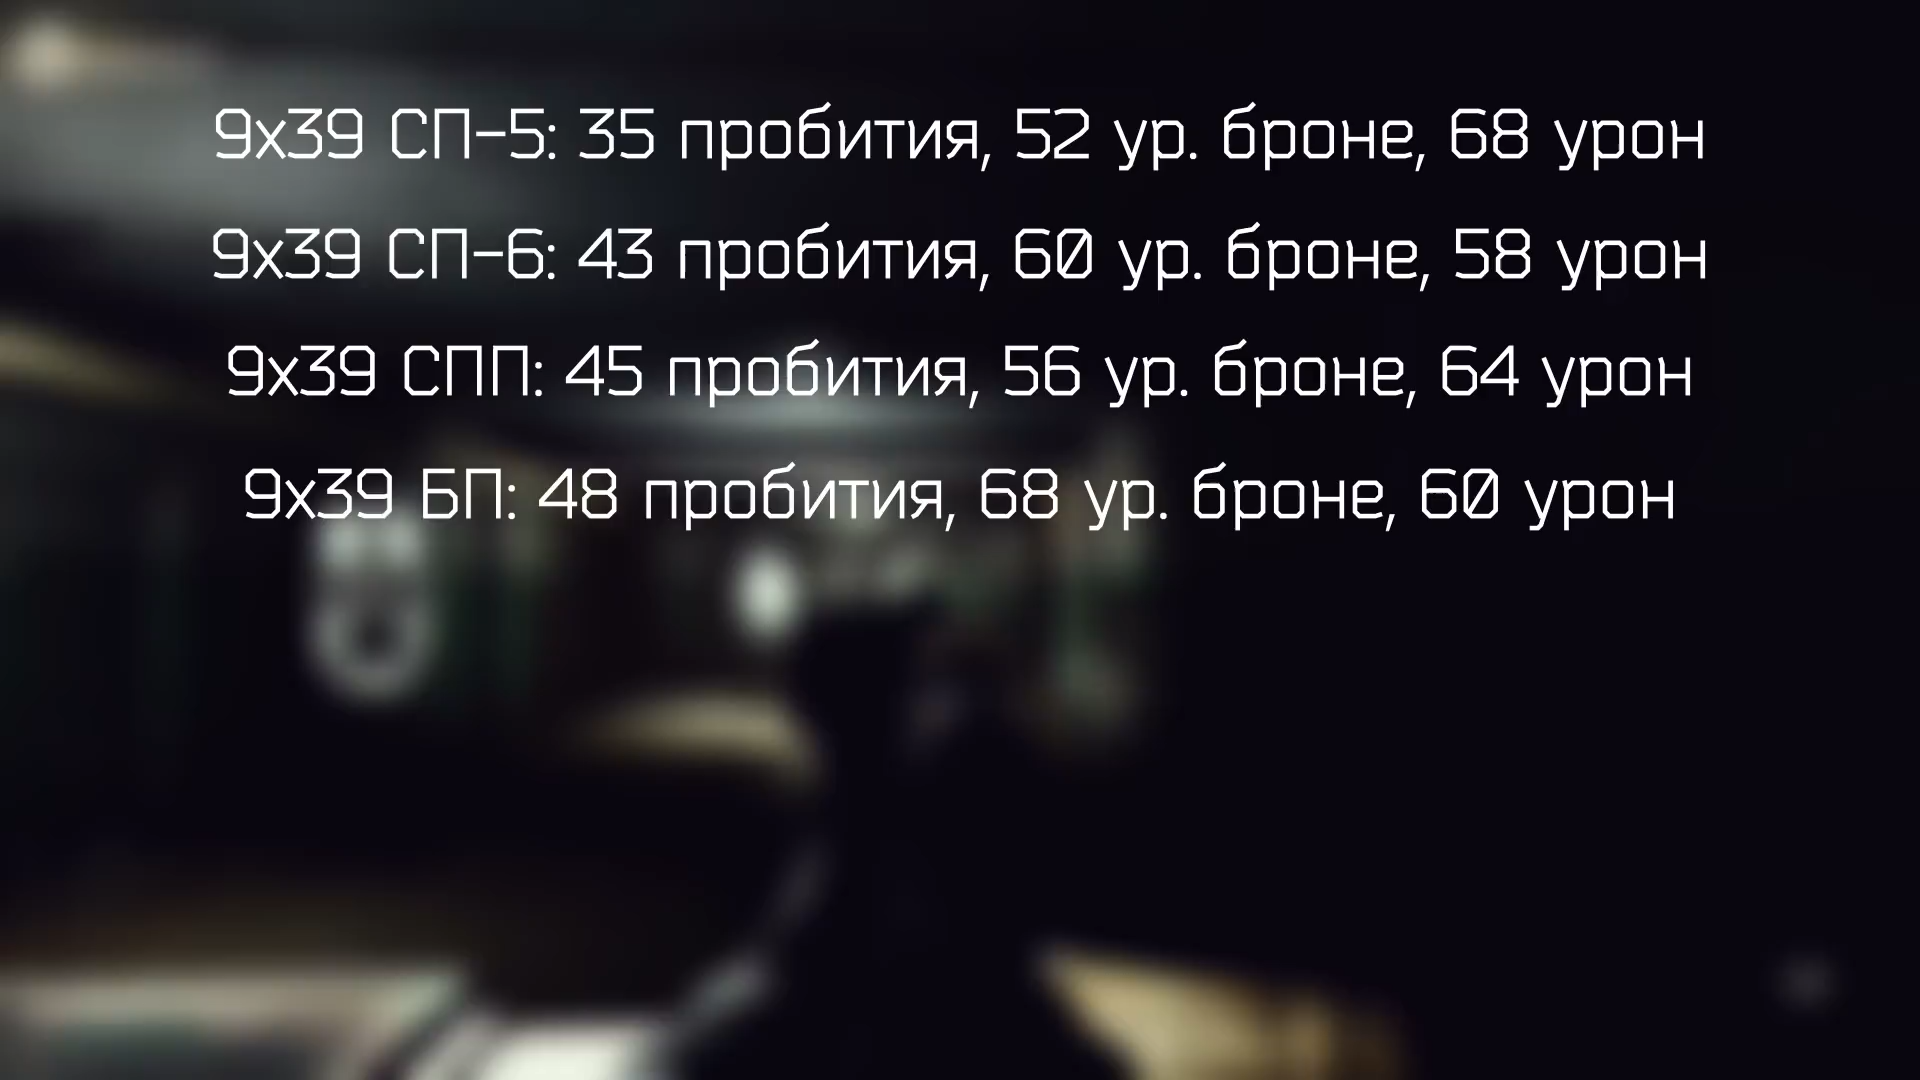 9x39 СП-5: 35 пробития, 52 ур. броне, 68 урон
9x39 СП-6: 43 пробития, 60 ур. броне, 58 урон
9x39 СПП: 45 пробития, 56 ур. броне, 64 урон
9x39 БП: 48 пробития, 68 ур. броне, 60 урон